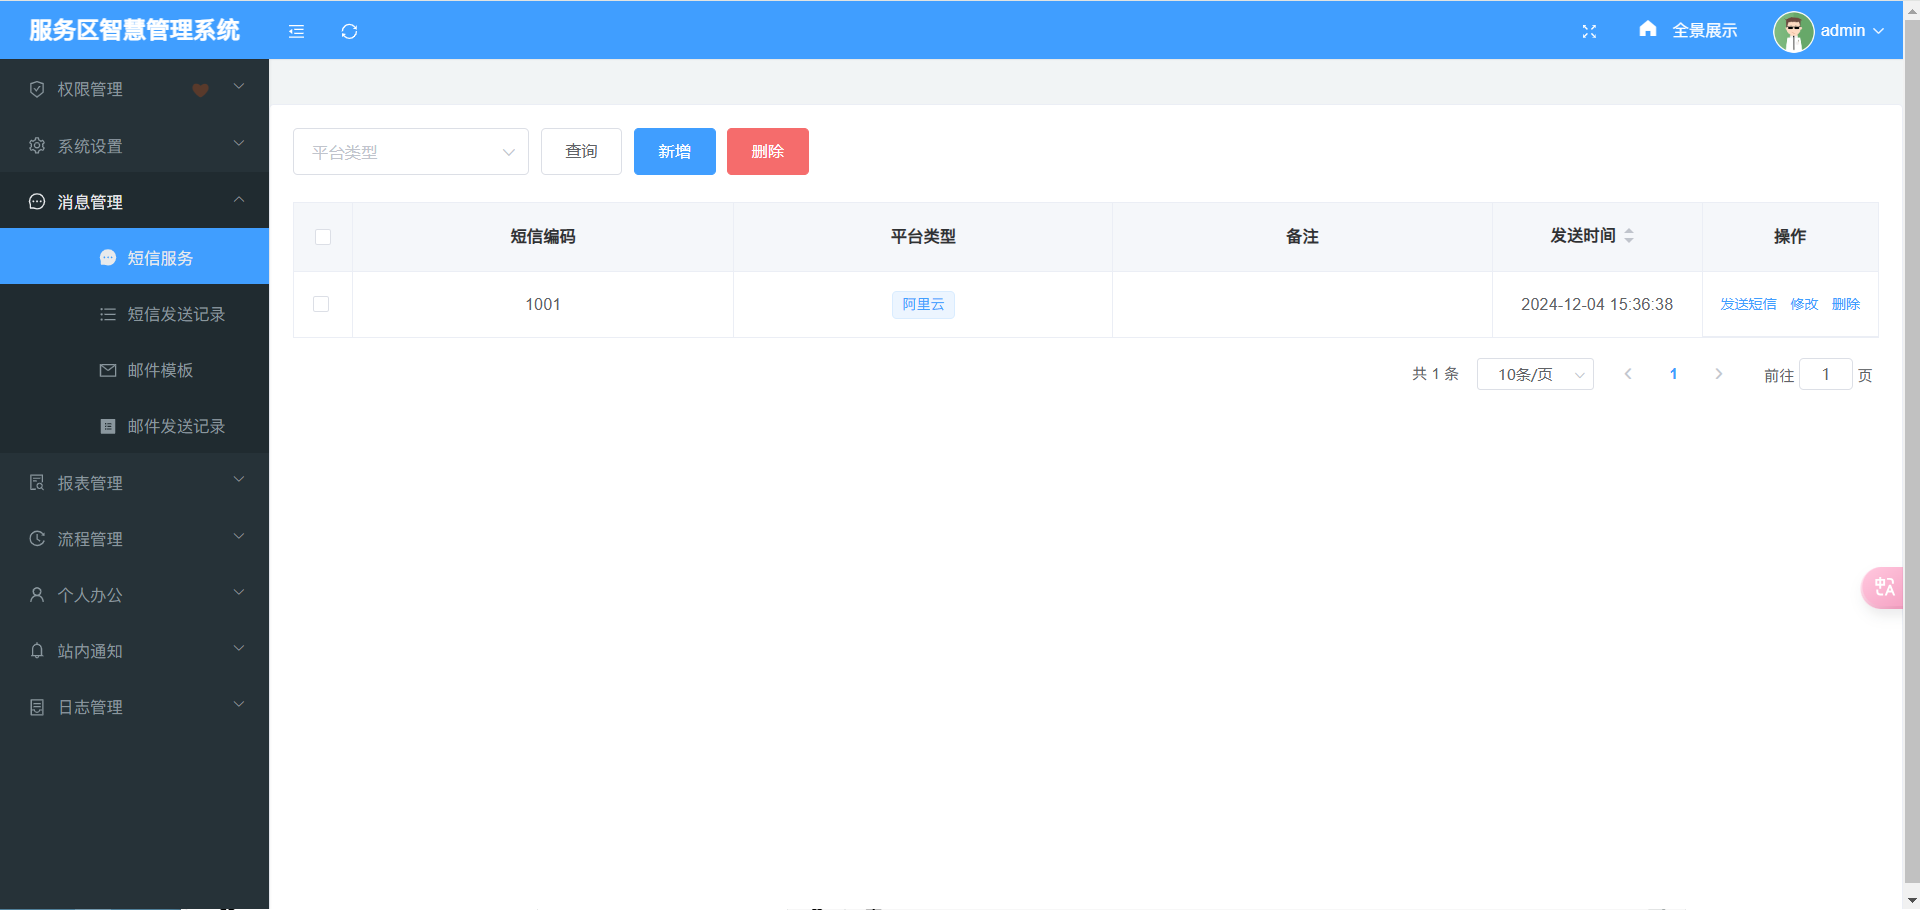 服务区智慧管理系统
全景展示
admin
权限管理
系统设置
消息管理
短信服务
短信发送记录
邮件模板
邮件发送记录
报表管理
流程管理
个人办公
站内通知
日志管理
平台类型 查询 新增 删除
短信编码 平台类型 备注 发送时间 操作
1001 阿里云 2024-12-04 15:36:38 发送短信 修改 删除
共 1 条 10条/页 1 前往 1 页
中A